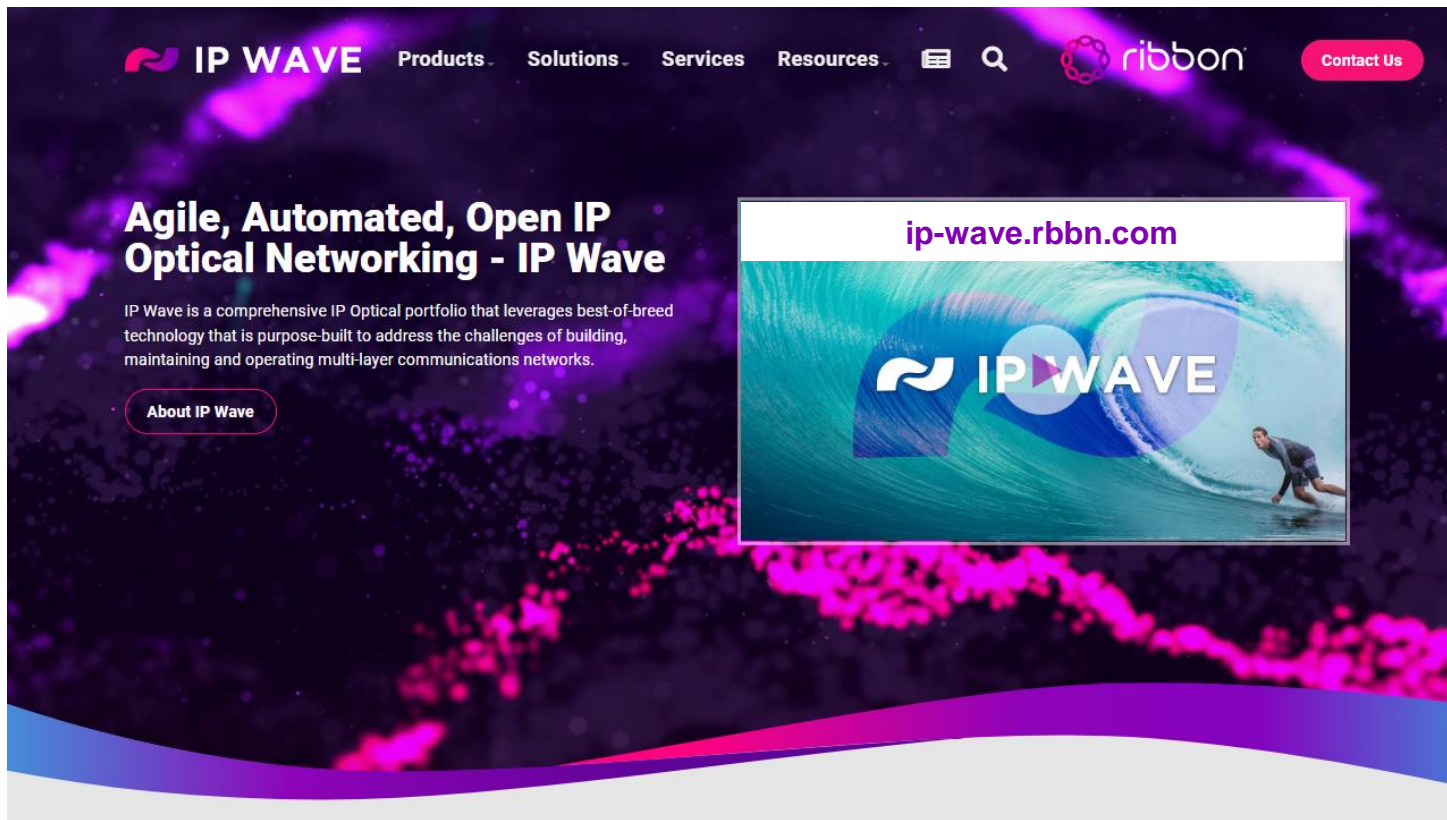 IP WAVE
Products
Solutions
Services
Resources
ribbon
Contact Us
Agile, Automated, Open IP
Optical Networking - IP Wave
IP Wave is a comprehensive IP Optical portfolio that leverages best-of-breed
technology that is purpose-built to address the challenges of building,
maintaining and operating multi-layer communications networks.
About IP Wave
ip-wave.rbbn.com
IP WAVE